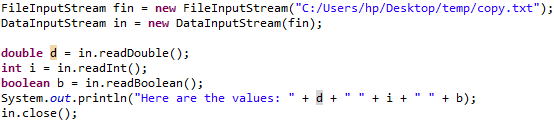 FileInputStream fin = new FileInputStream("C:/Users/hp/Desktop/temp/copy.txt");
DataInputStream in = new DataInputStream(fin);
double d = in.readDouble();
int i = in.readInt();
boolean b = in.readBoolean();
System.out.println("Here are the values: " + d + " " + i + " " + b);
in.close();